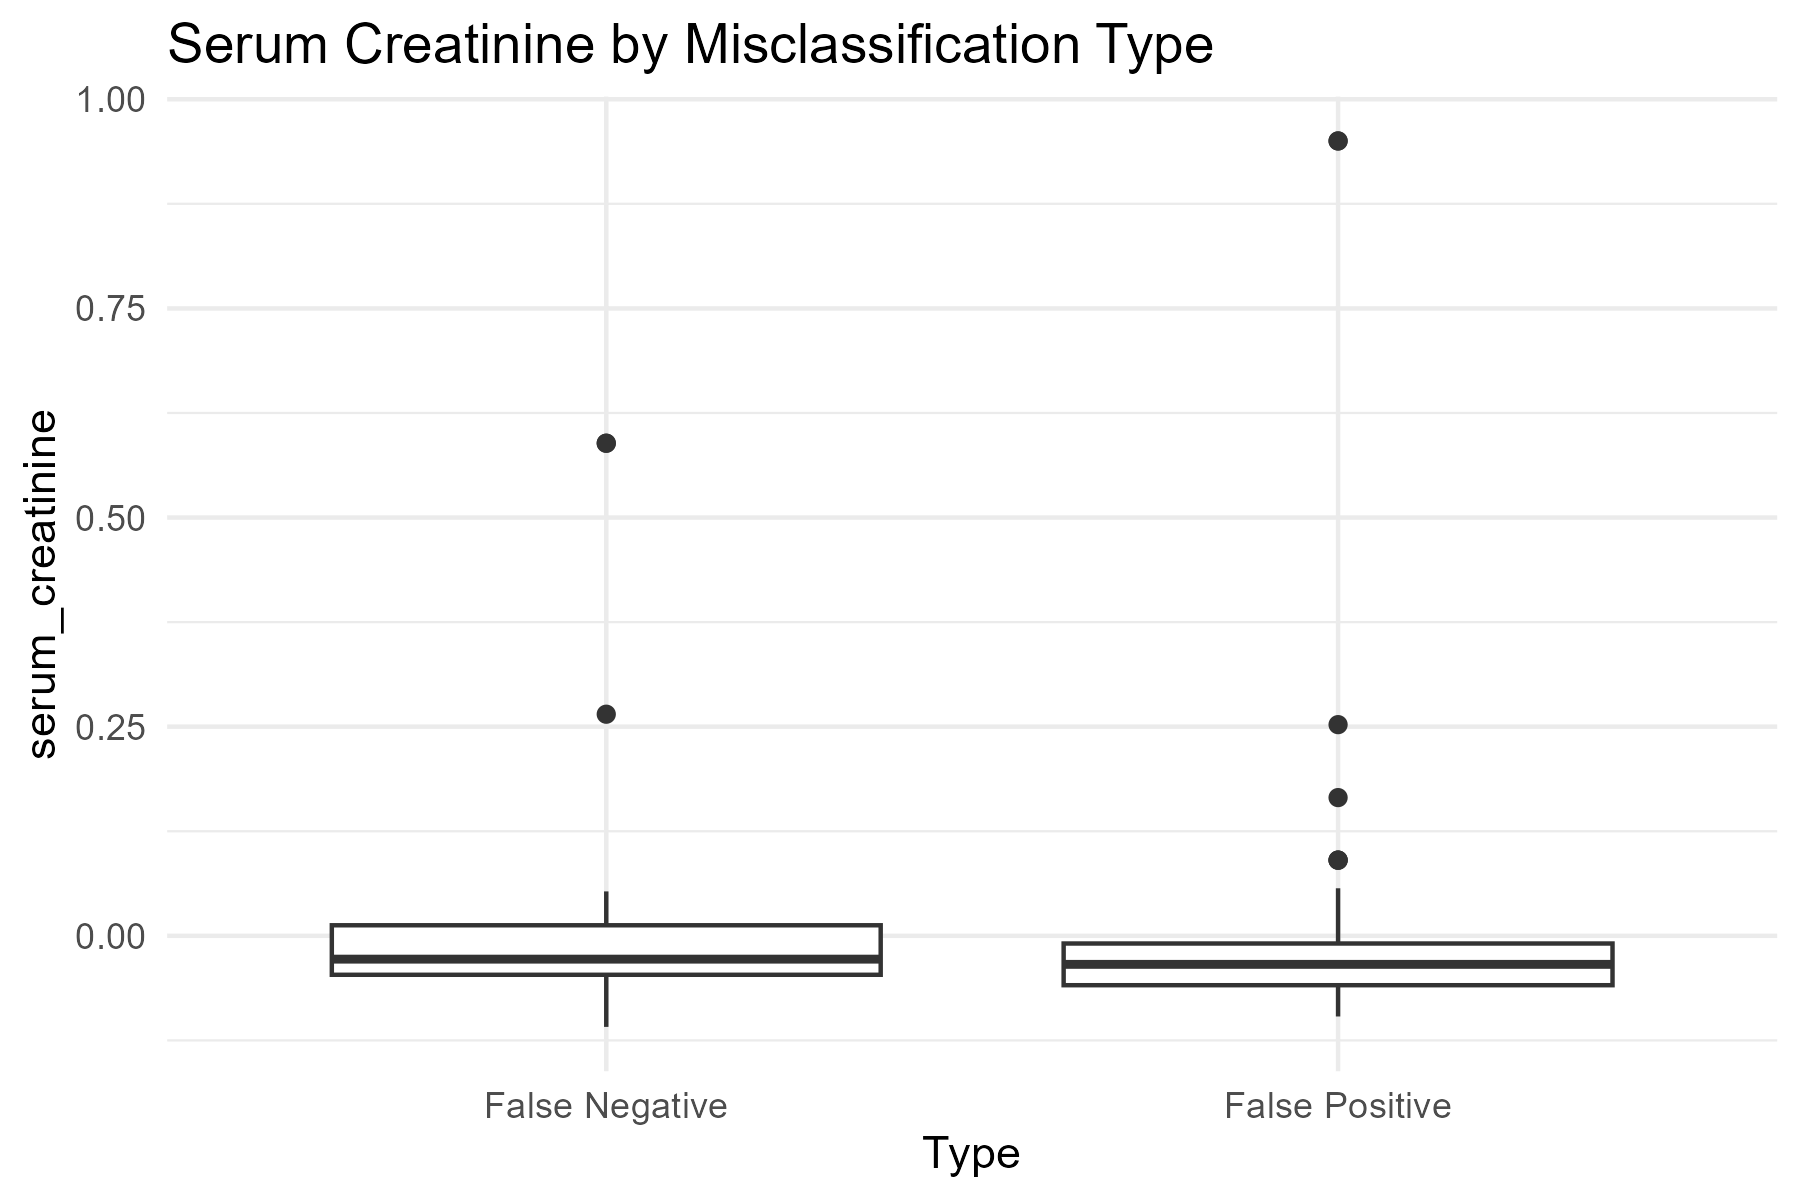 Serum Creatinine by Misclassification Type
1.00
0.75
0.50
0.25
0.00
serum_creatinine
False Negative
False Positive
Type